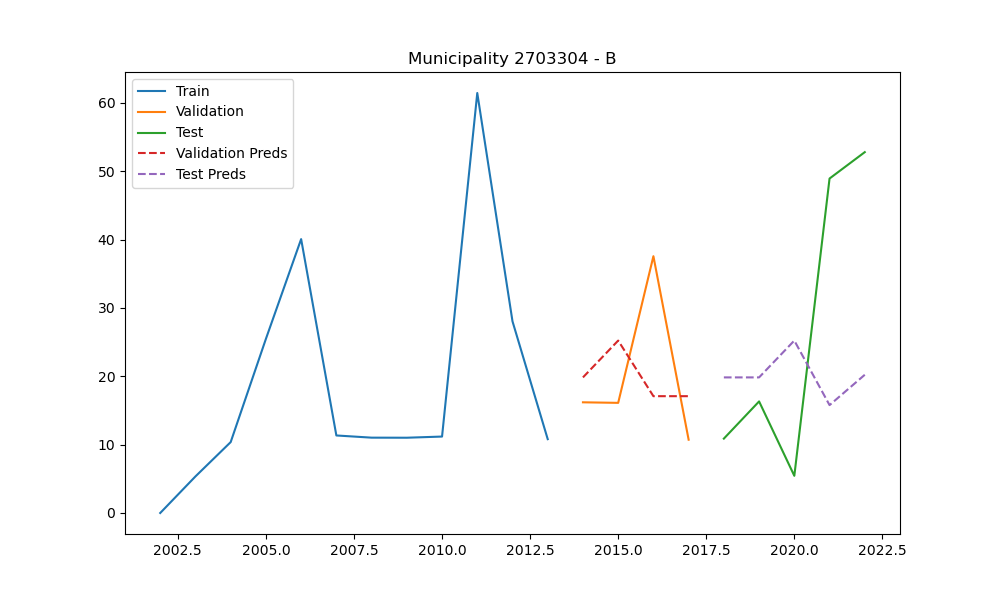 Municipality 2703304 - B
Train
Validation
Test
Validation Preds
Test Preds
60
50
40
30
20
10
0
2002.5 2005.0 2007.5 2010.0 2012.5 2015.0 2017.5 2020.0 2022.5